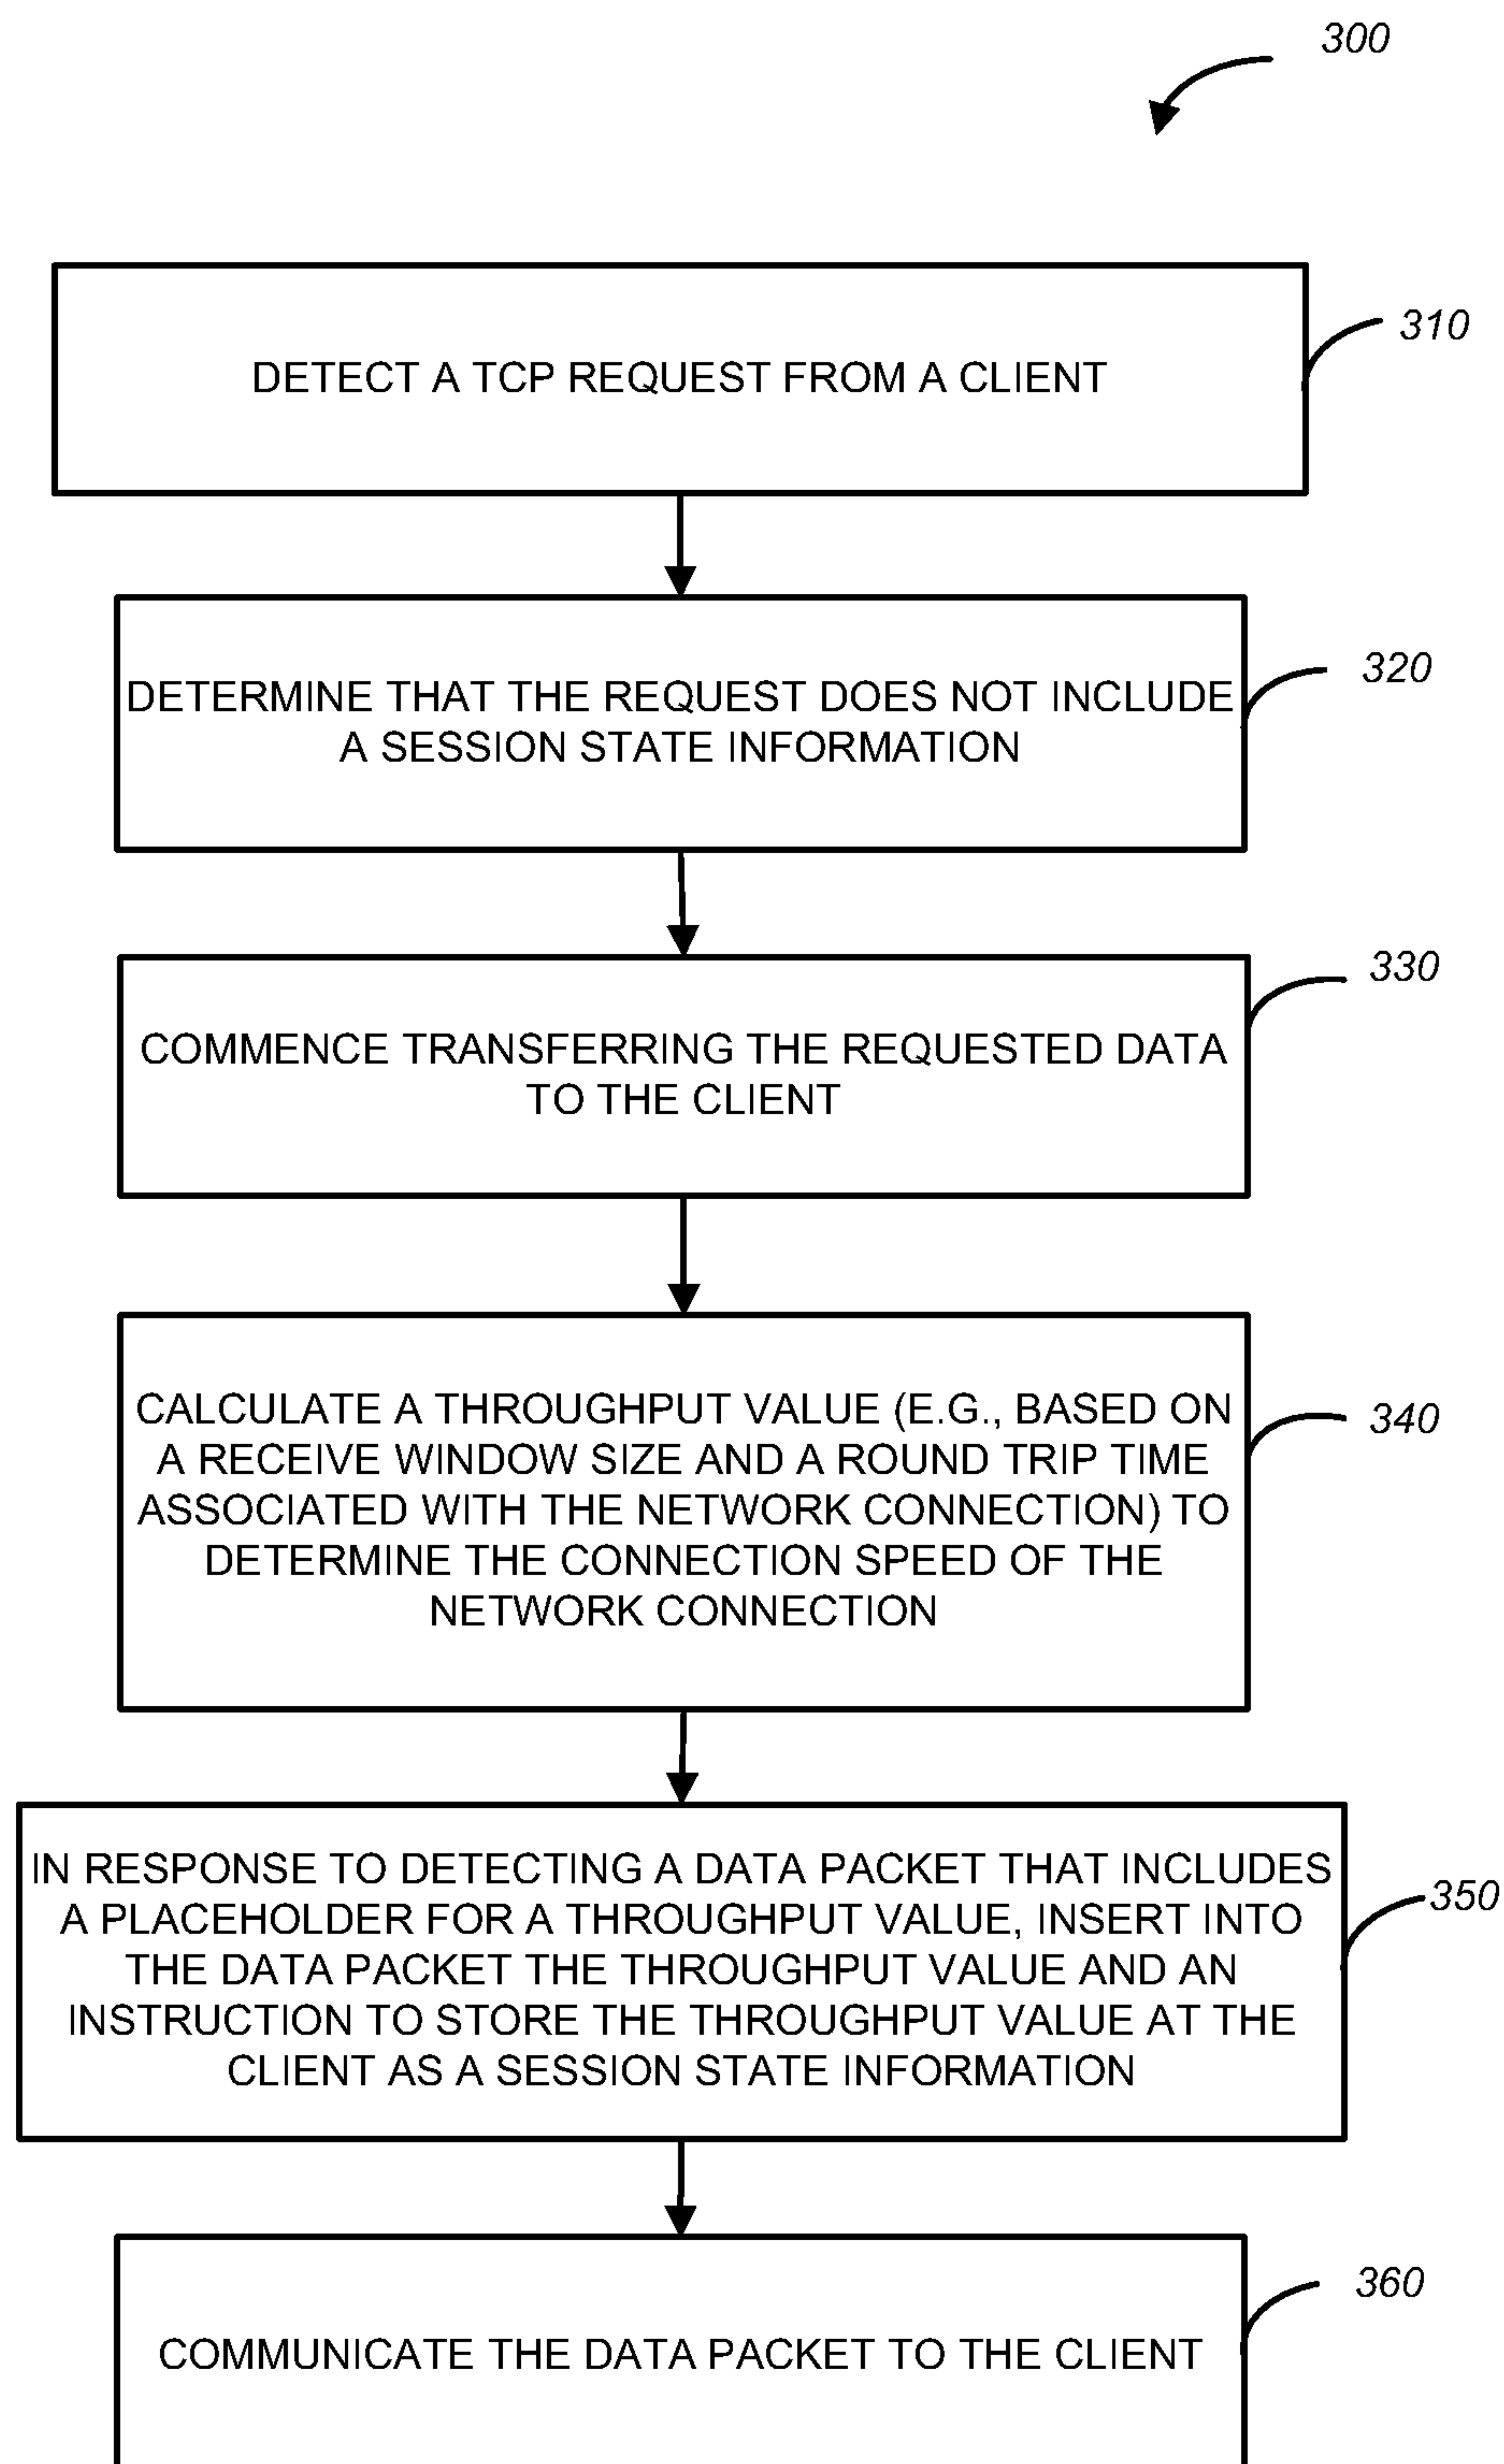 300
DETECT A TCP REQUEST FROM A CLIENT
310
DETERMINE THAT THE REQUEST DOES NOT INCLUDE
A SESSION STATE INFORMATION
320
COMMENCE TRANSFERRING THE REQUESTED DATA
TO THE CLIENT
330
CALCULATE A THROUGHPUT VALUE (E.G., BASED ON
A RECEIVE WINDOW SIZE AND A ROUND TRIP TIME
ASSOCIATED WITH THE NETWORK CONNECTION) TO
DETERMINE THE CONNECTION SPEED OF THE
NETWORK CONNECTION
340
IN RESPONSE TO DETECTING A DATA PACKET THAT INCLUDES
A PLACEHOLDER FOR A THROUGHPUT VALUE, INSERT INTO
THE DATA PACKET THE THROUGHPUT VALUE AND AN
INSTRUCTION TO STORE THE THROUGHPUT VALUE AT THE
CLIENT AS A SESSION STATE INFORMATION
350
COMMUNICATE THE DATA PACKET TO THE CLIENT
360